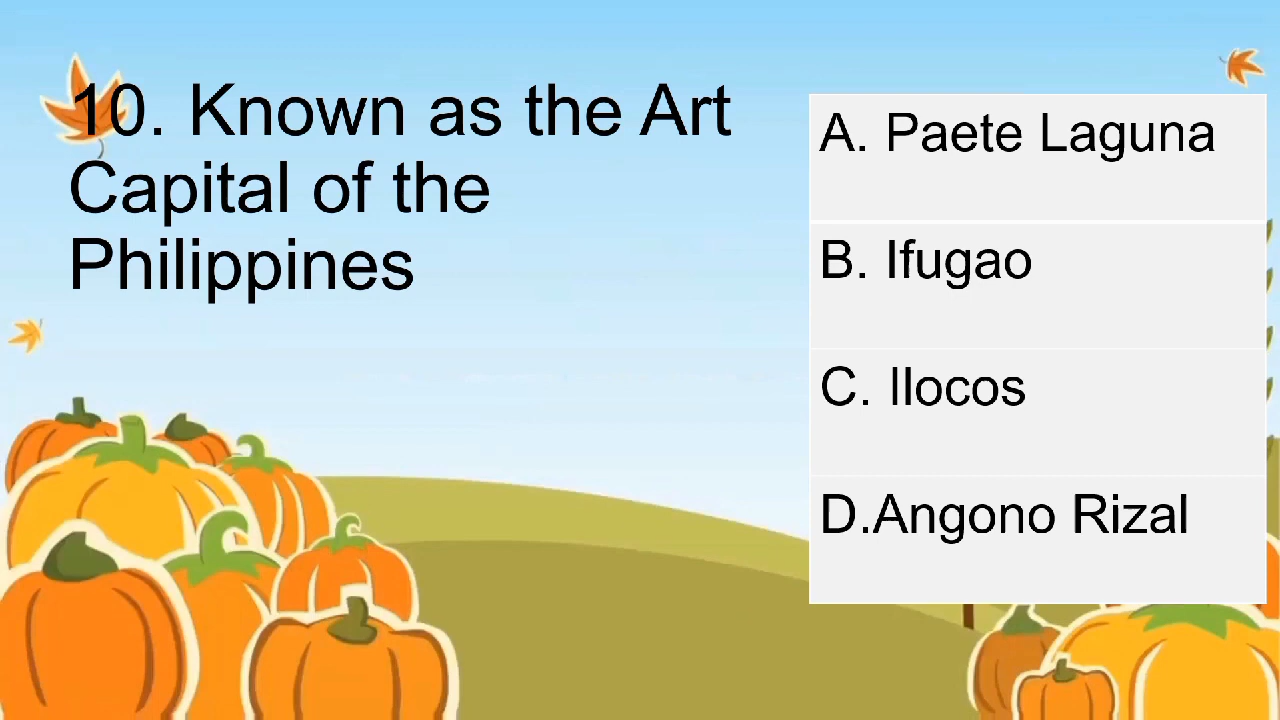 10. Known as the Art
Capital of the
Philippines
A. Paete Laguna
B. Ifugao
C. Ilocos
D.Angono Rizal